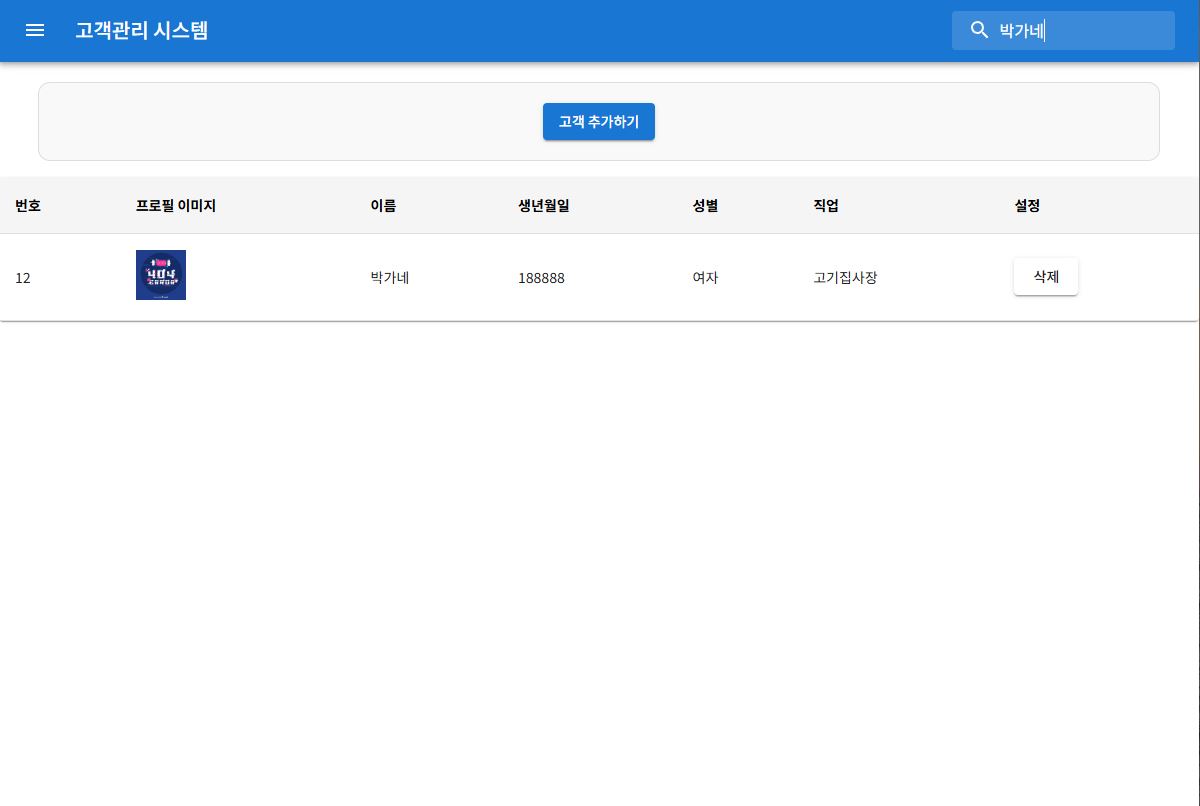 고객관리 시스템
박가네
고객 추가하기
번호 프로필 이미지 이름 생년월일 성별 직업 설정
12 404 박가네 188888 여자 고기집사장 삭제